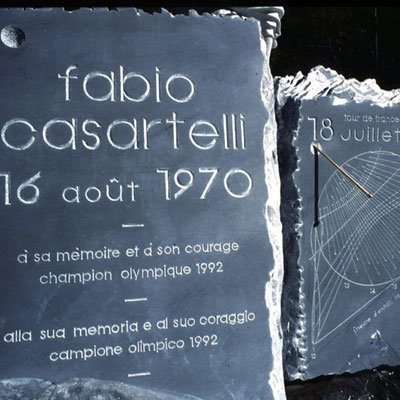 fabio
casartelli
16 août 1970
à sa mèmoire et à son courage
champion olympique 1992
alla sua memoria e al suo coraggio
campione olimpico 1992
tour de france
18 Juillet